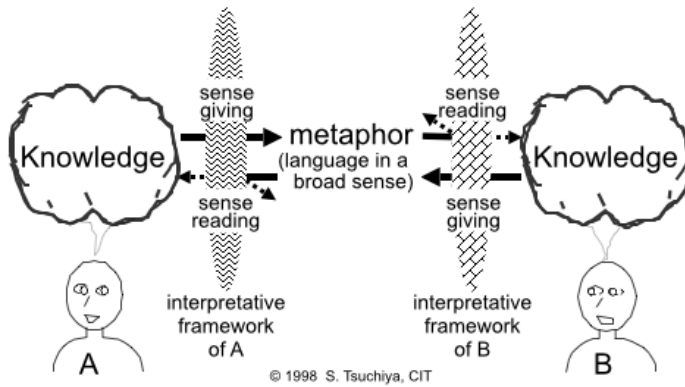 sense
giving
sense
reading
Knowledge
metaphor
(language in a
broad sense)
Knowledge
sense
reading
sense
giving
interpretative
framework
of A
interpretative
framework
of B
A
B
© 1998 S. Tsuchiya, CIT